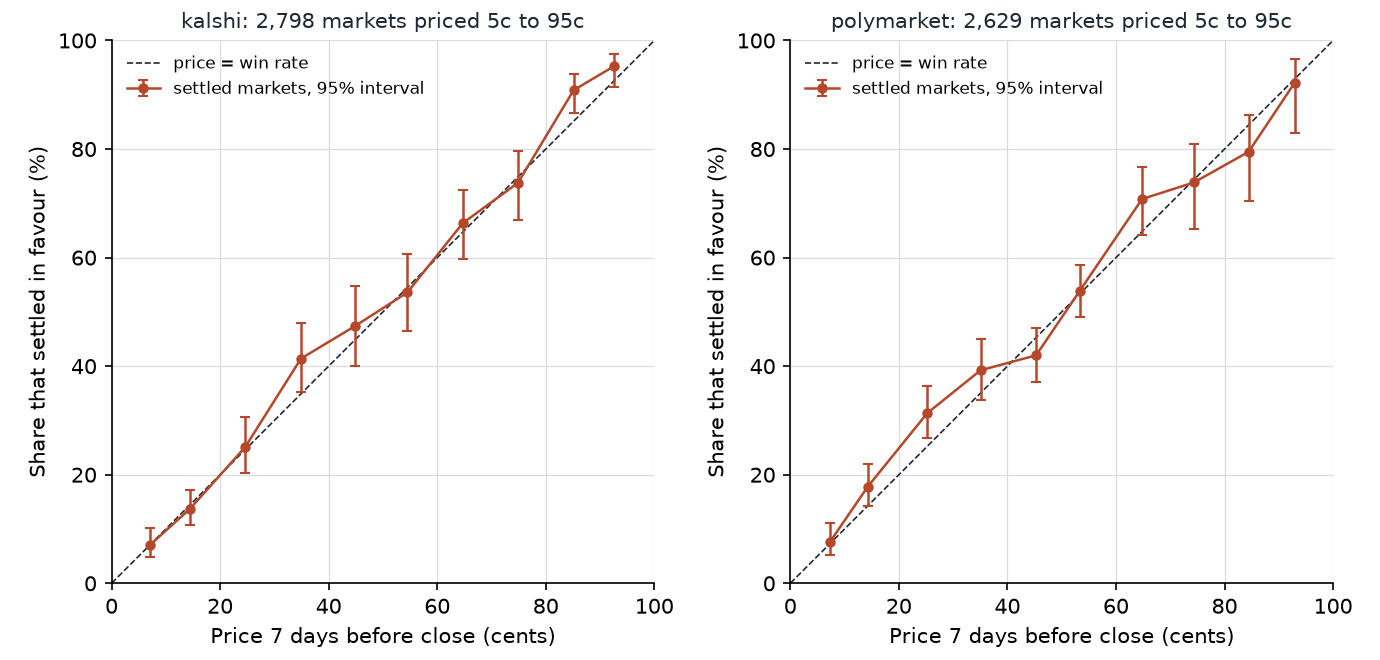 kalshi: 2,798 markets priced 5c to 95c
100
80
60
40
20
0
Share that settled in favour (%)
price = win rate
settled markets, 95% interval
0 20 40 60 80 100
Price 7 days before close (cents)
polymarket: 2,629 markets priced 5c to 95c
100
80
60
40
20
0
Share that settled in favour (%)
price = win rate
settled markets, 95% interval
0 20 40 60 80 100
Price 7 days before close (cents)